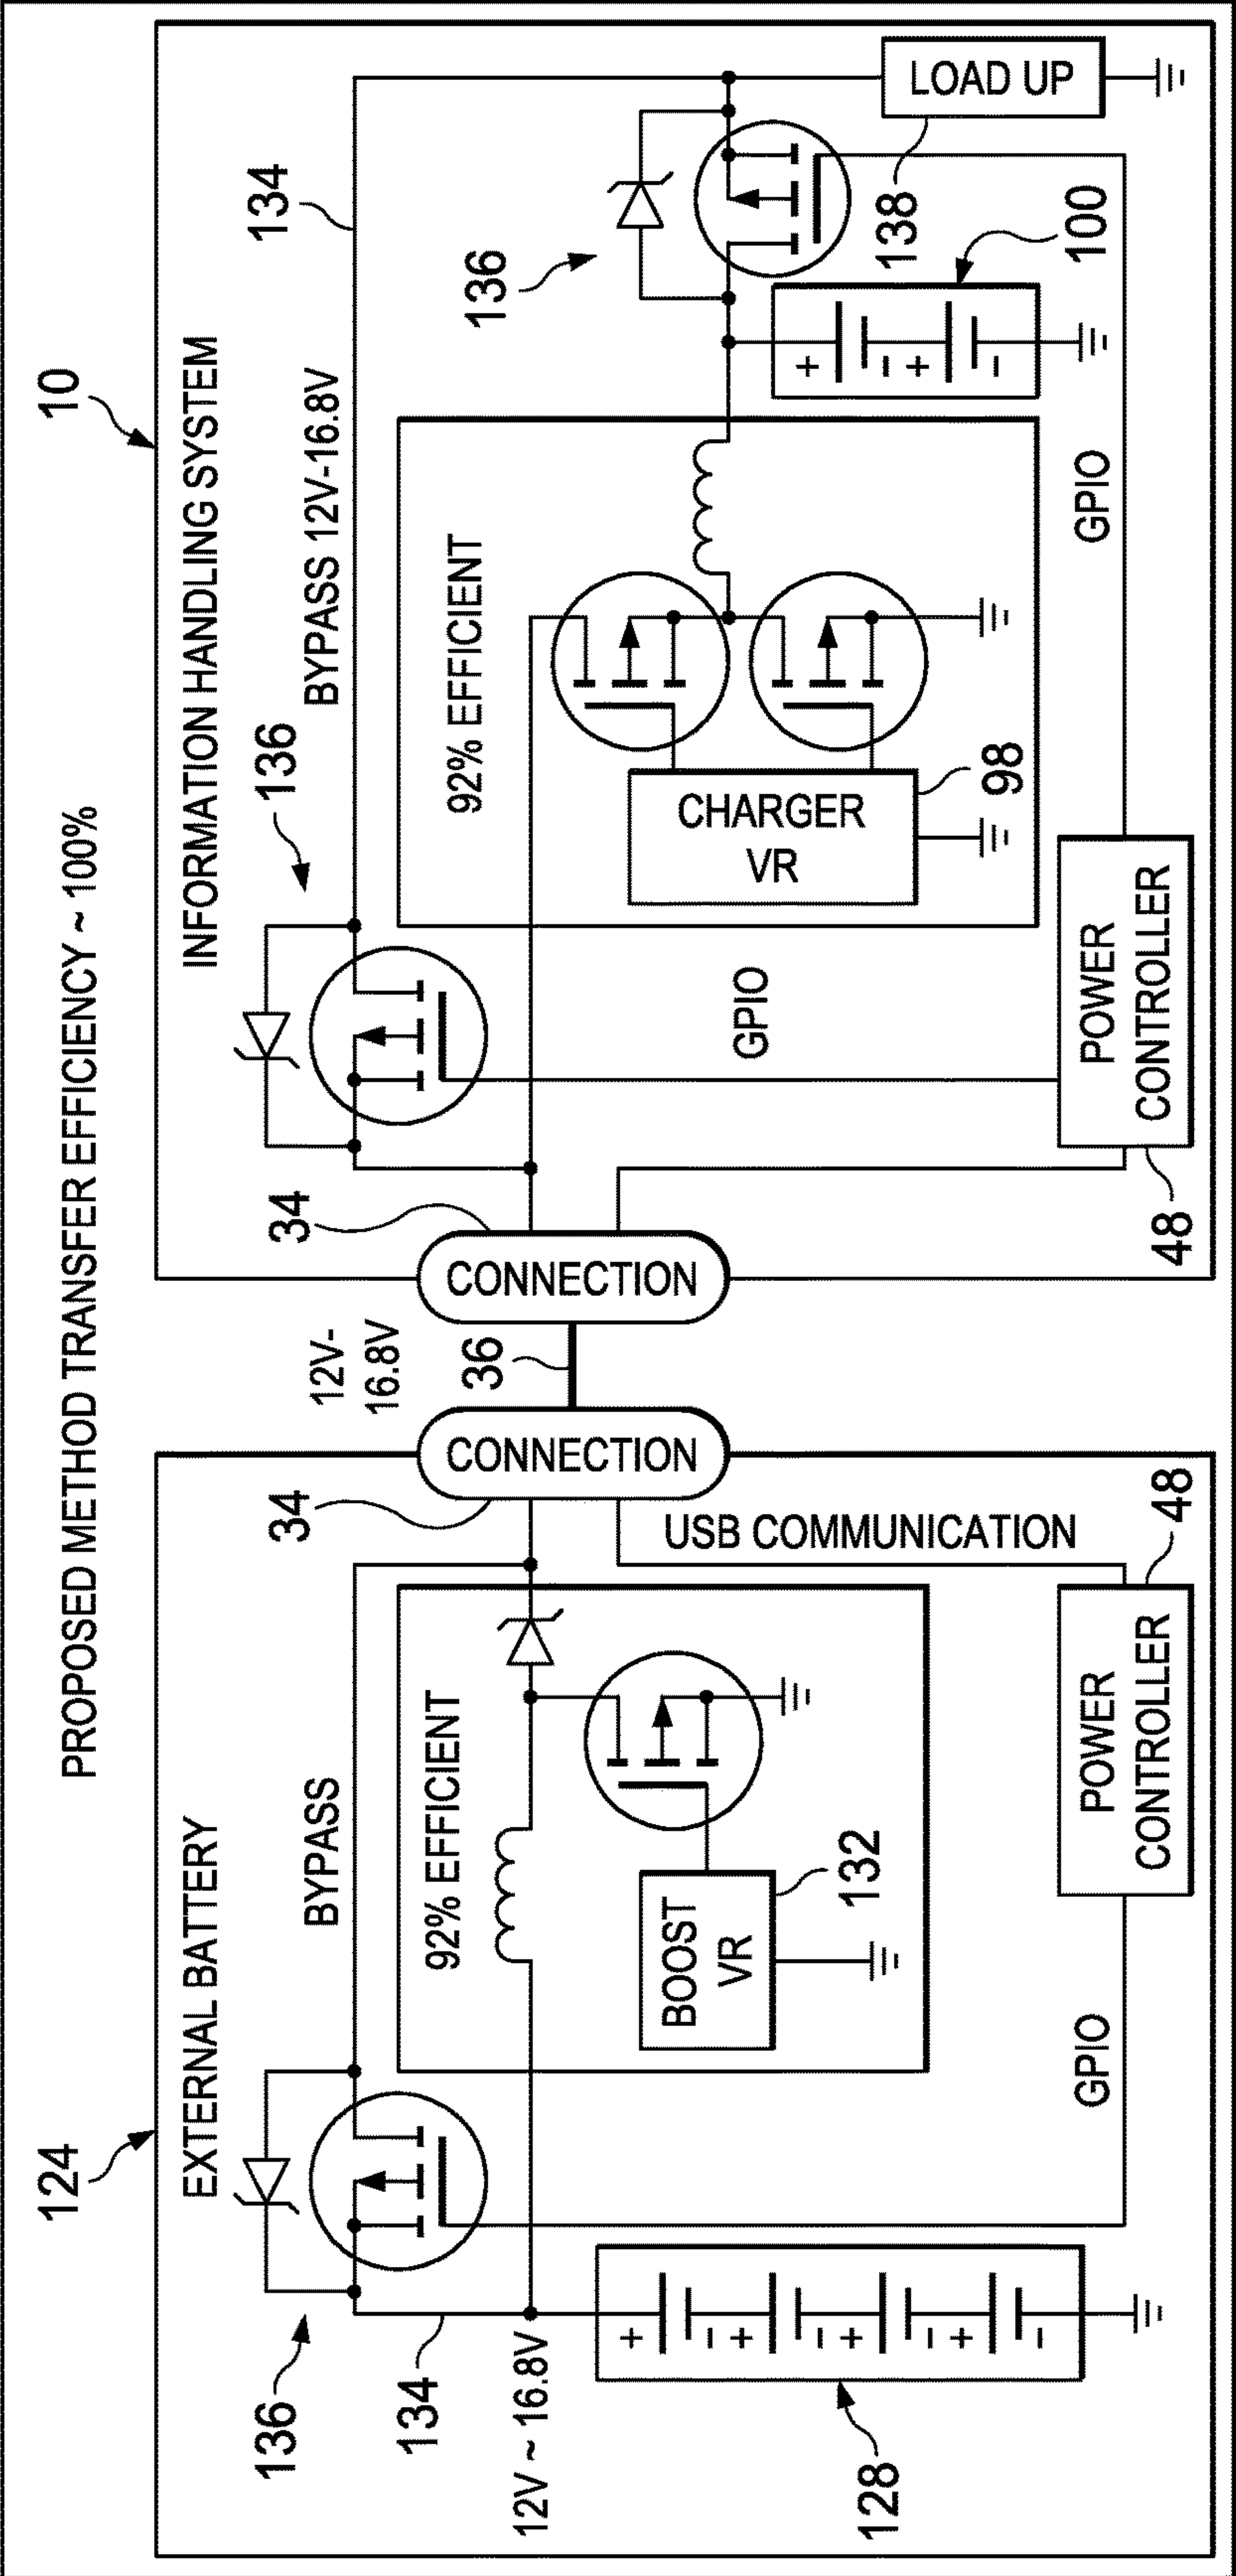 PROPOSED METHOD TRANSFER EFFICIENCY ~ 100%
124
EXTERNAL BATTERY
136
134
BYPASS
12V ~ 16.8V
92% EFFICIENT
BOOST
VR
132
128
+ - + - + - + -
GPIO
POWER
CONTROLLER
48
USB COMMUNICATION
34
CONNECTION
12V-
16.8V
36
10
INFORMATION HANDLING SYSTEM
34
CONNECTION
136
BYPASS 12V-16.8V
134
92% EFFICIENT
CHARGER
VR
98
GPIO
POWER
CONTROLLER
48
GPIO
136
+ - + -
100
LOAD UP
138